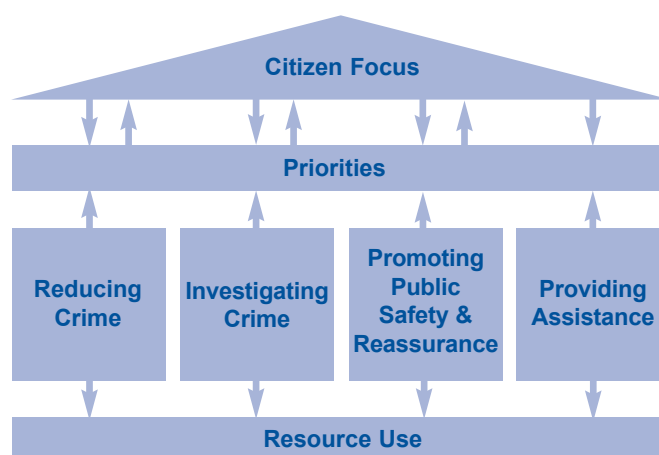 Citizen Focus
Priorities
Reducing
Crime
Investigating
Crime
Promoting
Public
Safety &
Reassurance
Providing
Assistance
Resource Use